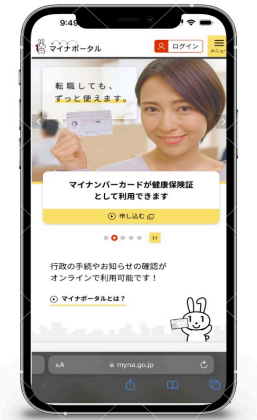 9:49
マイナポータル
ログイン
メニュー
転職しても、
ずっと使えます。
マイナンバーカードが健康保険証
として利用できます
申し込む
行政の手続やお知らせの確認が
オンラインで利用可能です！
マイナポータルとは？
AA
myna.go.jp